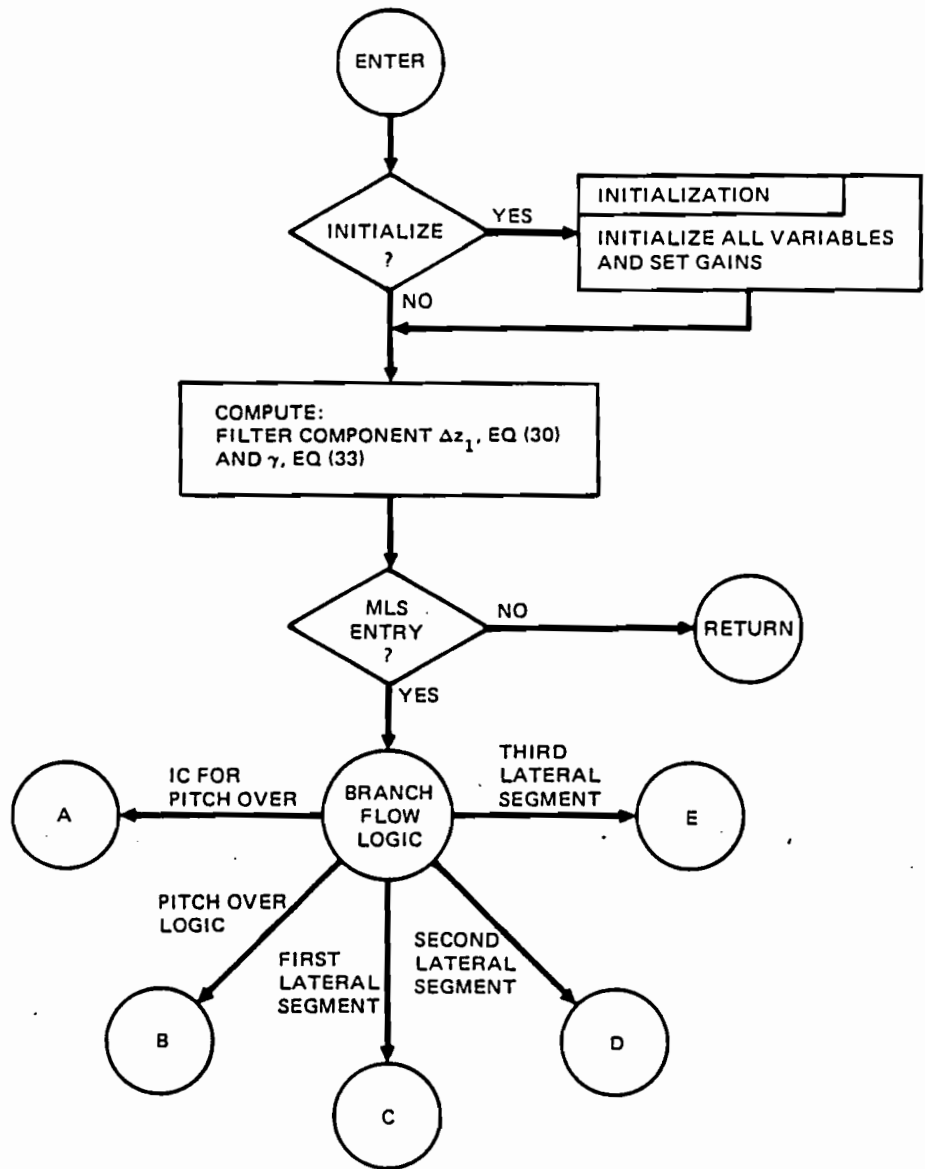 ENTER
INITIALIZE
?
YES
NO
INITIALIZATION
INITIALIZE ALL VARIABLES
AND SET GAINS
COMPUTE:
FILTER COMPONENT Δz₁, EQ (30)
AND γ, EQ (33)
MLS
ENTRY
?
NO
RETURN
YES
BRANCH
FLOW
LOGIC
IC FOR
PITCH OVER
A
THIRD
LATERAL
SEGMENT
E
PITCH OVER
LOGIC
B
FIRST
LATERAL
SEGMENT
C
SECOND
LATERAL
SEGMENT
D